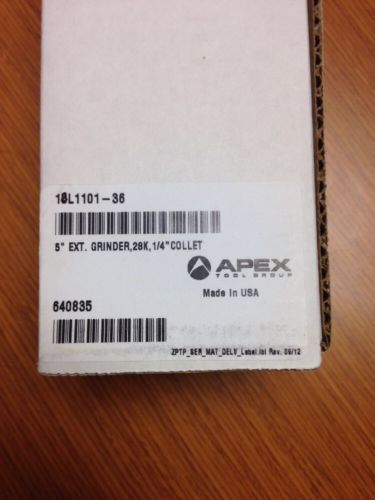 18L1101-36
5" EXT. GRINDER,28K,1/4"COLLET
APEX
TOOL GROUP
Made in USA
640835
ZPTP_SER_MAT_DELV_Label.lbl Rev. 09/12